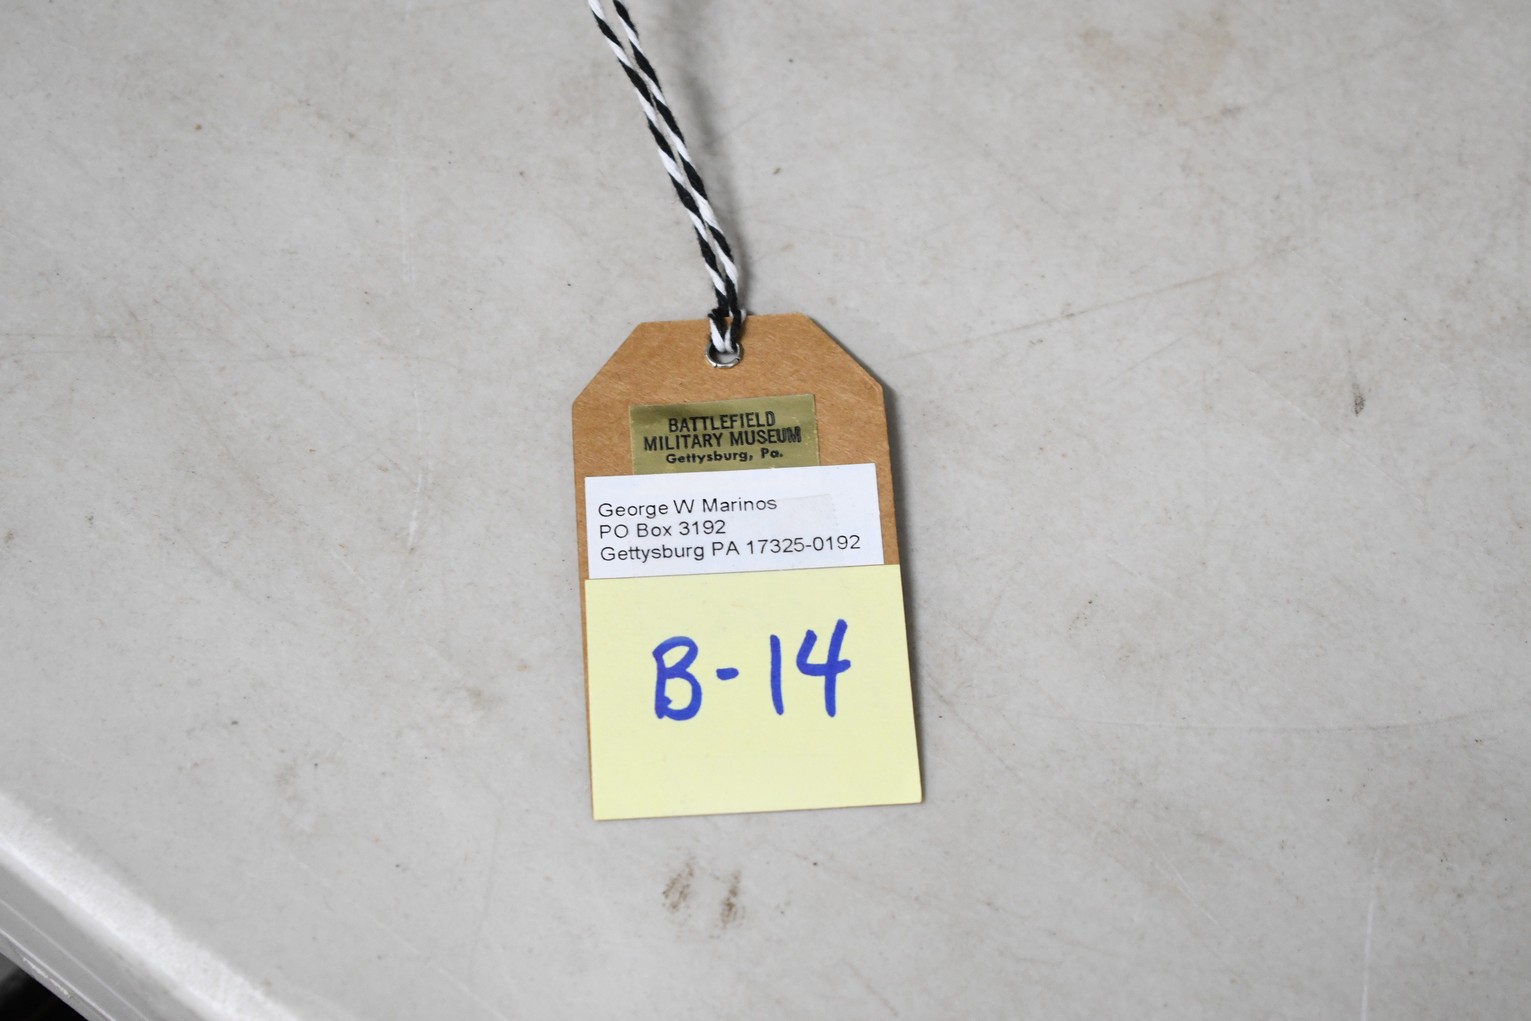 BATTLEFIELD
MILITARY MUSEUM
Gettysburg, Pa.
George W Marinos
PO Box 3192
Gettysburg PA 17325-0192
B-14